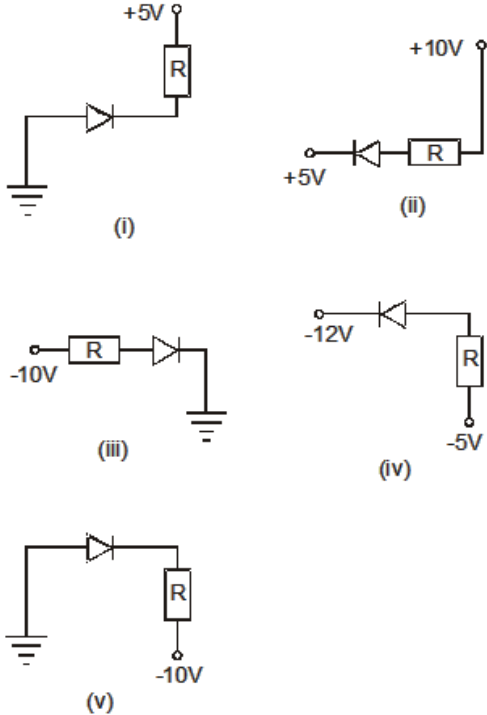 +5V
R
(i)
+10V
R
+5V
(ii)
R
-10V
(iii)
-12V
R
-5V
(iv)
R
-10V
(v)